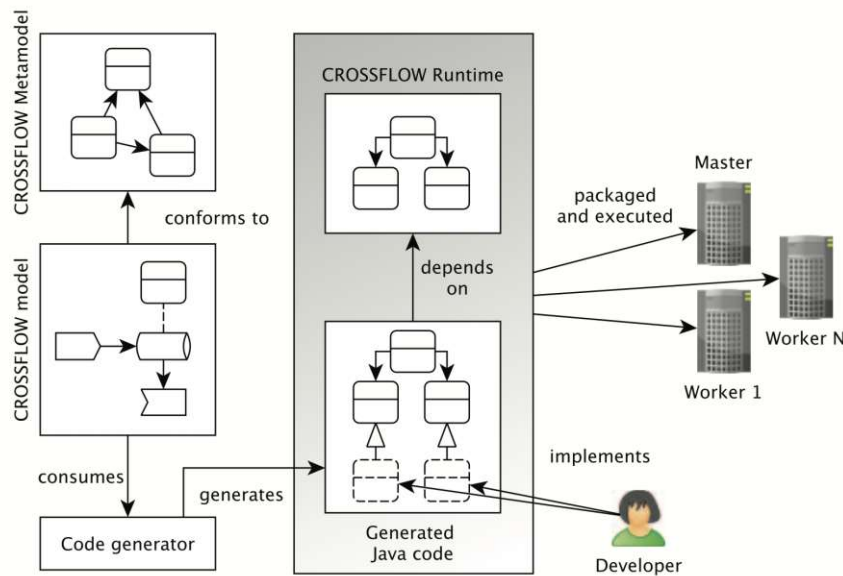 CROSSFLOW Metamodel
CROSSFLOW Runtime
Master
packaged
and executed
conforms to
depends
on
CROSSFLOW model
Worker N
Worker 1
consumes
generates
implements
Code generator
Generated
Java code
Developer